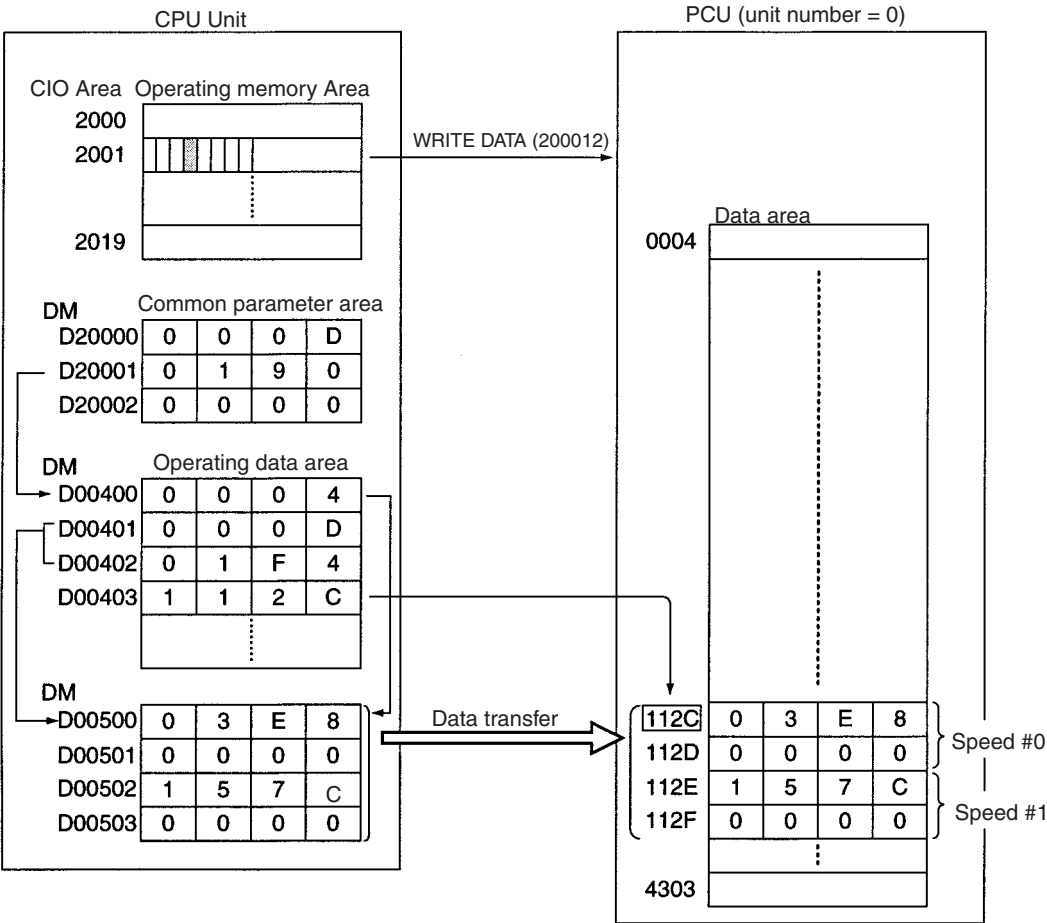 CPU Unit
PCU (unit number = 0)
CIO Area Operating memory Area
2000
2001
WRITE DATA (200012)
2019
Data area
0004
DM
Common parameter area
D20000 0 0 0 D
D20001 0 1 9 0
D20002 0 0 0 0
DM
Operating data area
D00400 0 0 0 4
D00401 0 0 0 D
D00402 0 1 F 4
D00403 1 1 2 C
DM
D00500 0 3 E 8
D00501 0 0 0 0
D00502 1 5 7 C
D00503 0 0 0 0
Data transfer
112C 0 3 E 8
112D 0 0 0 0
Speed #0
112E 1 5 7 C
112F 0 0 0 0
Speed #1
4303